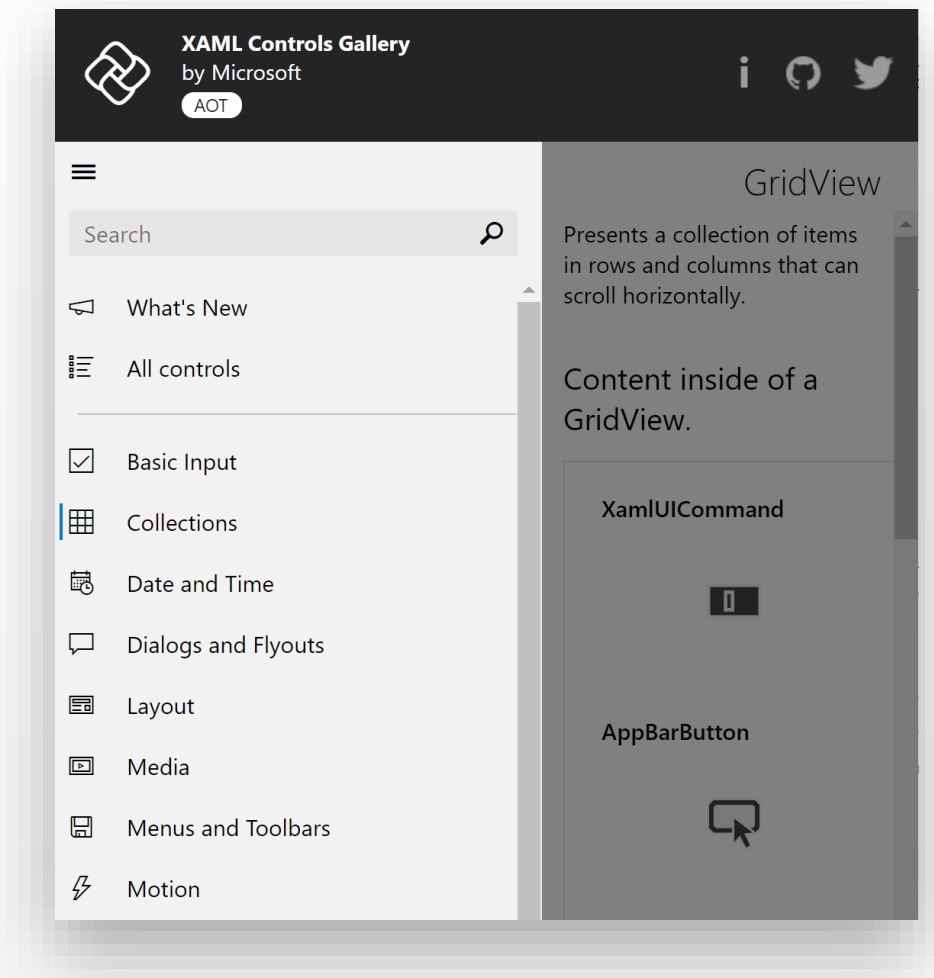 XAML Controls Gallery
by Microsoft
AOT
Search
What's New
All controls
Basic Input
Collections
Date and Time
Dialogs and Flyouts
Layout
Media
Menus and Toolbars
Motion
GridView
Presents a collection of items
in rows and columns that can
scroll horizontally.
Content inside of a
GridView.
XamlUICommand
AppBarButton